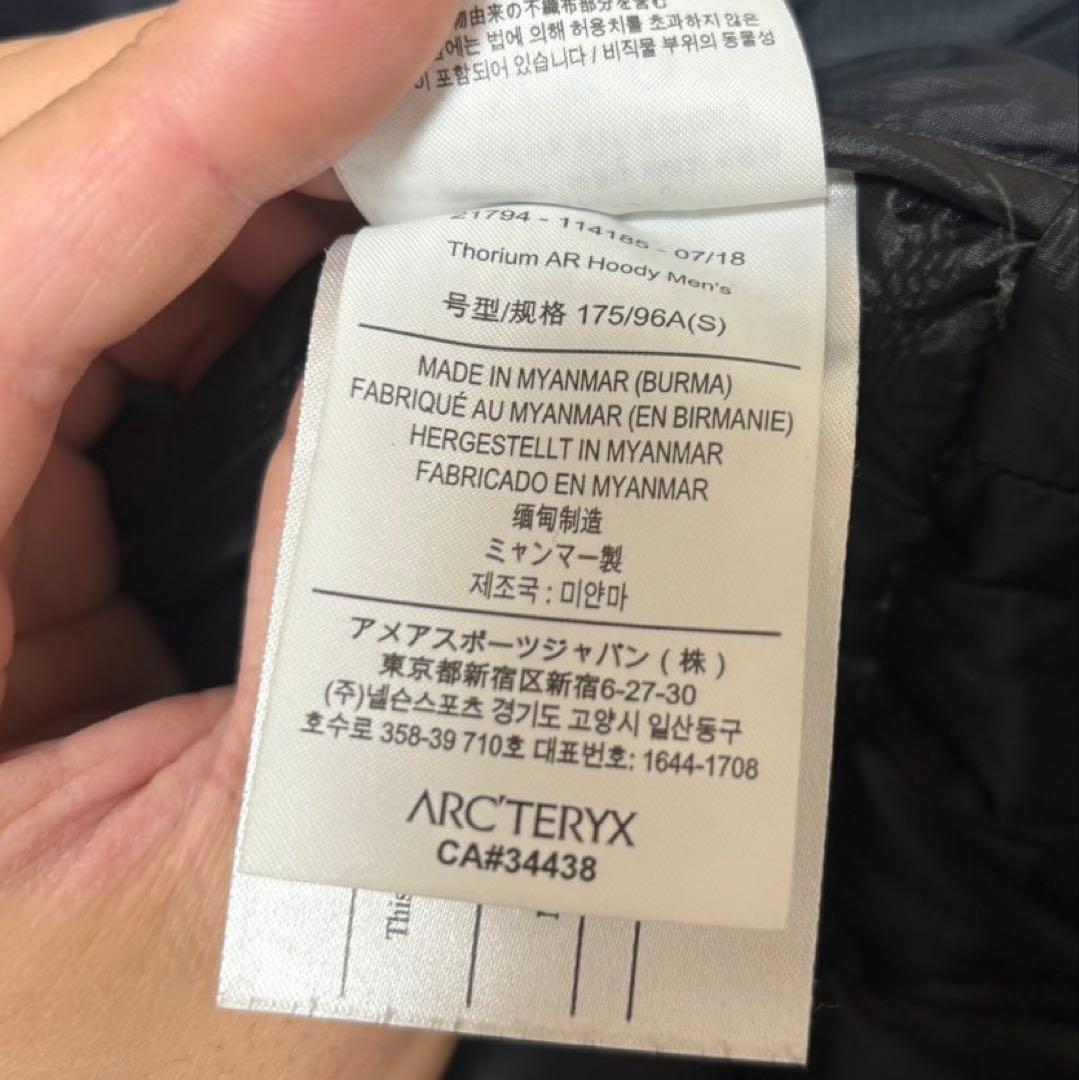 物由来の不織布部分を含む
에는 법에 의해 허용치를 초과하지 않은
이 포함되어 있습니다 / 비직물 부위의 동물성
21794 - 114185 - 07/18
Thorium AR Hoody Men's
号型/规格 175/96A(S)
MADE IN MYANMAR (BURMA)
FABRIQUÉ AU MYANMAR (EN BIRMANIE)
HERGESTELLT IN MYANMAR
FABRICADO EN MYANMAR
缅甸制造
ミャンマー製
제조국 : 미얀마
アメアスポーツジャパン ( 株 )
東京都新宿区新宿6-27-30
(주)넬슨스포츠 경기도 고양시 일산동구
호수로 358-39 710호 대표번호: 1644-1708
ARC'TERYX
CA#34438
This